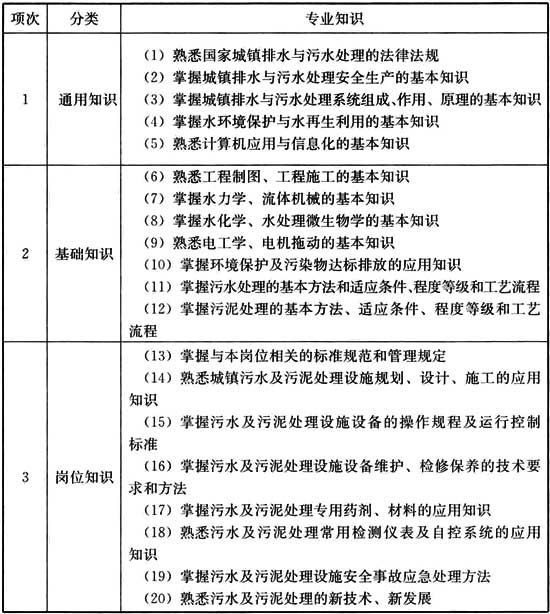 项次 分类 专业知识
1 通用知识
(1) 熟悉国家城镇排水与污水处理的法律法规
(2) 掌握城镇排水与污水处理安全生产的基本知识
(3) 掌握城镇排水与污水处理系统组成、作用、原理的基本知识
(4) 掌握水环境保护与水再生利用的基本知识
(5) 熟悉计算机应用与信息化的基本知识
2 基础知识
(6) 熟悉工程制图、工程施工的基本知识
(7) 掌握水力学、流体机械的基本知识
(8) 掌握水化学、水处理微生物学的基本知识
(9) 熟悉电工学、电机拖动的基本知识
(10) 掌握环境保护及污染物达标排放的应用知识
(11) 掌握污水处理的基本方法和适应条件、程度等级和工艺流程
(12) 掌握污泥处理的基本方法、适应条件、程度等级和工艺
流程
3 岗位知识
(13) 掌握与本岗位相关的标准规范和管理规定
(14) 熟悉城镇污水及污泥处理设施规划、设计、施工的应用
知识
(15) 掌握污水及污泥处理设施设备的操作规程及运行控制
标准
(16) 掌握污水及污泥处理设施设备维护、检修保养的技术要
求和方法
(17) 掌握污水及污泥处理专用药剂、材料的应用知识
(18) 熟悉污水及污泥处理常用检测仪表及自控系统的应用
知识
(19) 掌握污水及污泥处理设施安全事故应急处理方法
(20) 熟悉污水及污泥处理的新技术、新发展